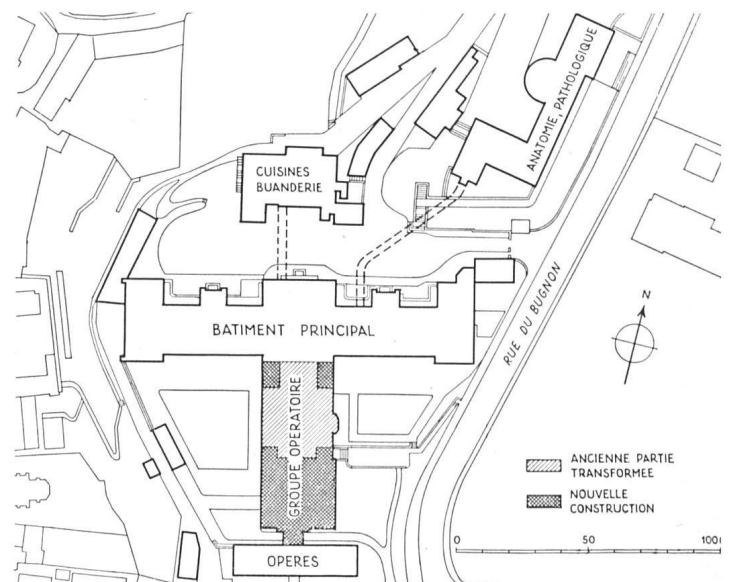 ANATOMIE, PATHOLOGIQUE
CUISINES
BUANDERIE
BATIMENT PRINCIPAL
RUE DU BUGNON
N
GROUPE OPERATOIRE
ANCIENNE PARTIE
TRANSFORMEE
NOUVELLE
CONSTRUCTION
OPERES
0 50 100